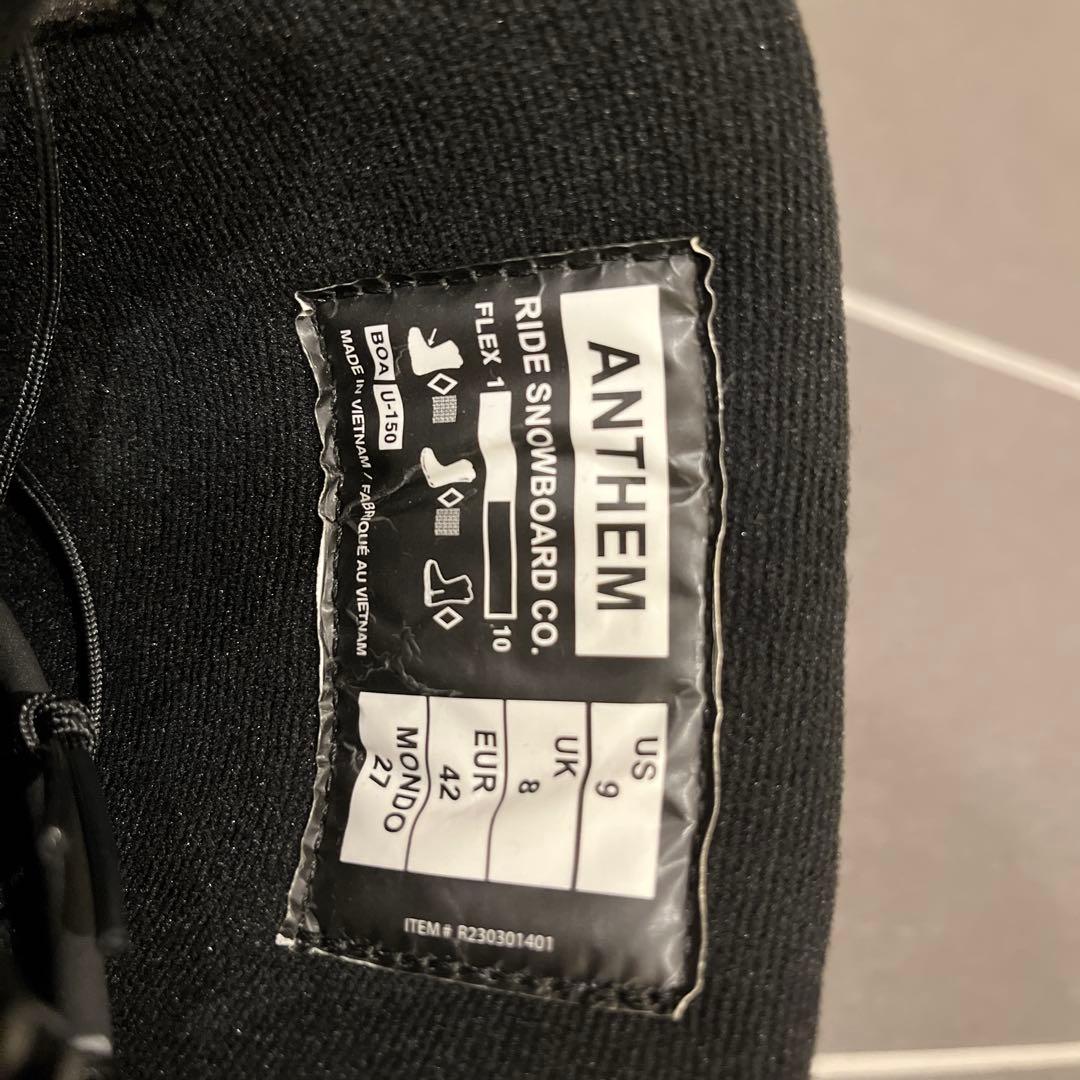 ANTHEM
RIDE SNOWBOARD CO.
FLEX 1 10
BOA U-150
MADE IN VIETNAM / FABRIQUÉ AU VIETNAM
US
9
UK
8
EUR
42
MONDO
27
ITEM# R230301401